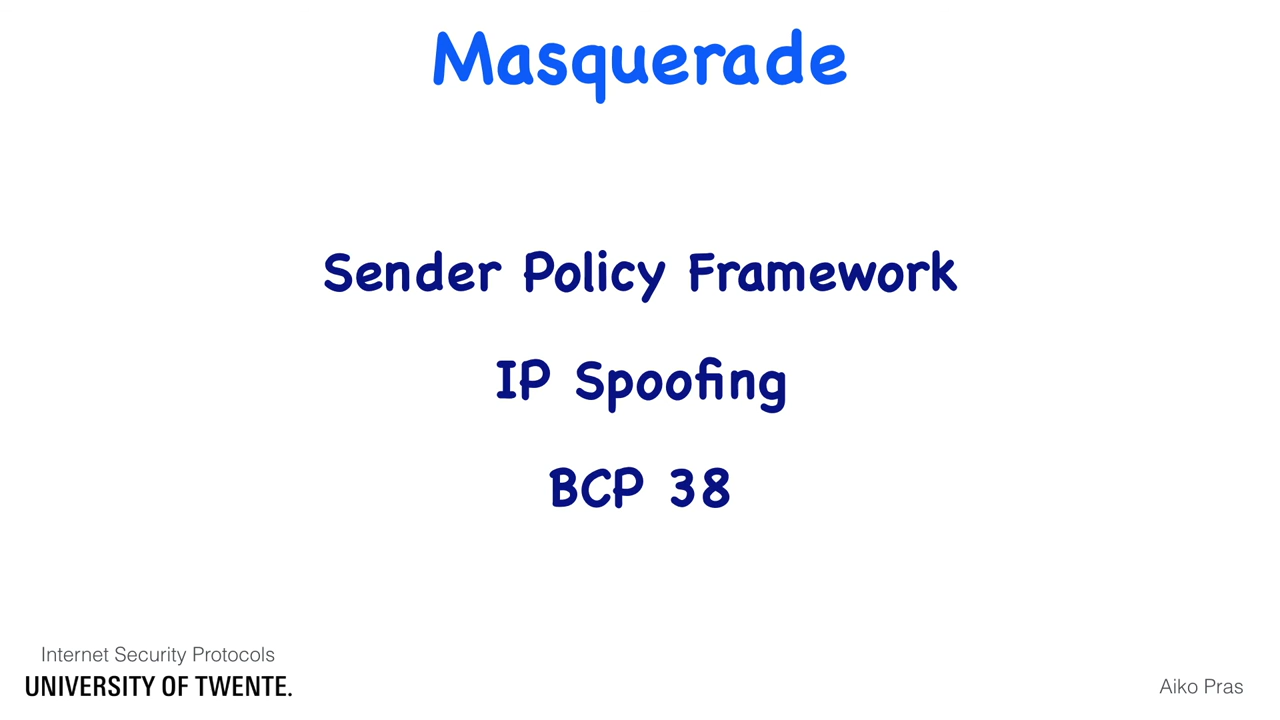 Masquerade
Sender Policy Framework
IP Spoofing
BCP 38
Internet Security Protocols
UNIVERSITY OF TWENTE.
Aiko Pras